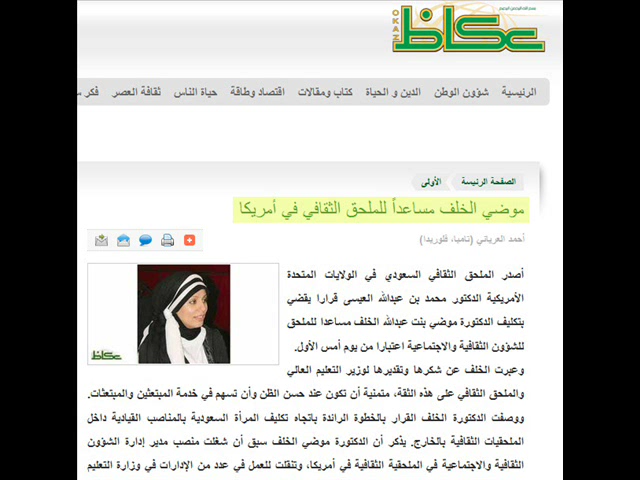 عكاظ
OKAZ
الرئيسية شؤون الوطن الدين و الحياة كتاب ومقالات اقتصاد وطاقة حياة الناس ثقافة العصر فكر
الصفحة الرئيسة الأولى
موضي الخلف مساعداً للملحق الثقافي في أمريكا
أحمد العرياني (تامبا، فلوريدا)
أصدر الملحق الثقافي السعودي في الولايات المتحدة
الأمريكية الدكتور محمد بن عبدالله العيسى قرارا يقضي
بتكليف الدكتورة موضي بنت عبدالله الخلف مساعدا للملحق
للشؤون الثقافية والاجتماعية اعتبارا من يوم أمس الأول.
وعبرت الخلف عن شكرها وتقديرها لوزير التعليم العالي
والملحق الثقافي على هذه الثقة، متمنية أن تكون عند حسن الظن وأن تسهم في خدمة المبتعثين والمبتعثات.
ووصفت الدكتورة الخلف القرار بالخطوة الرائدة باتجاه تكليف المرأة السعودية بالمناصب القيادية داخل
الملحقيات الثقافية بالخارج. يذكر أن الدكتورة موضي الخلف سبق أن شغلت منصب مدير إدارة الشؤون
الثقافية والاجتماعية في الملحقية الثقافية في أمريكا، وتنقلت للعمل في عدد من الإدارات في وزارة التعليم
عكاظ